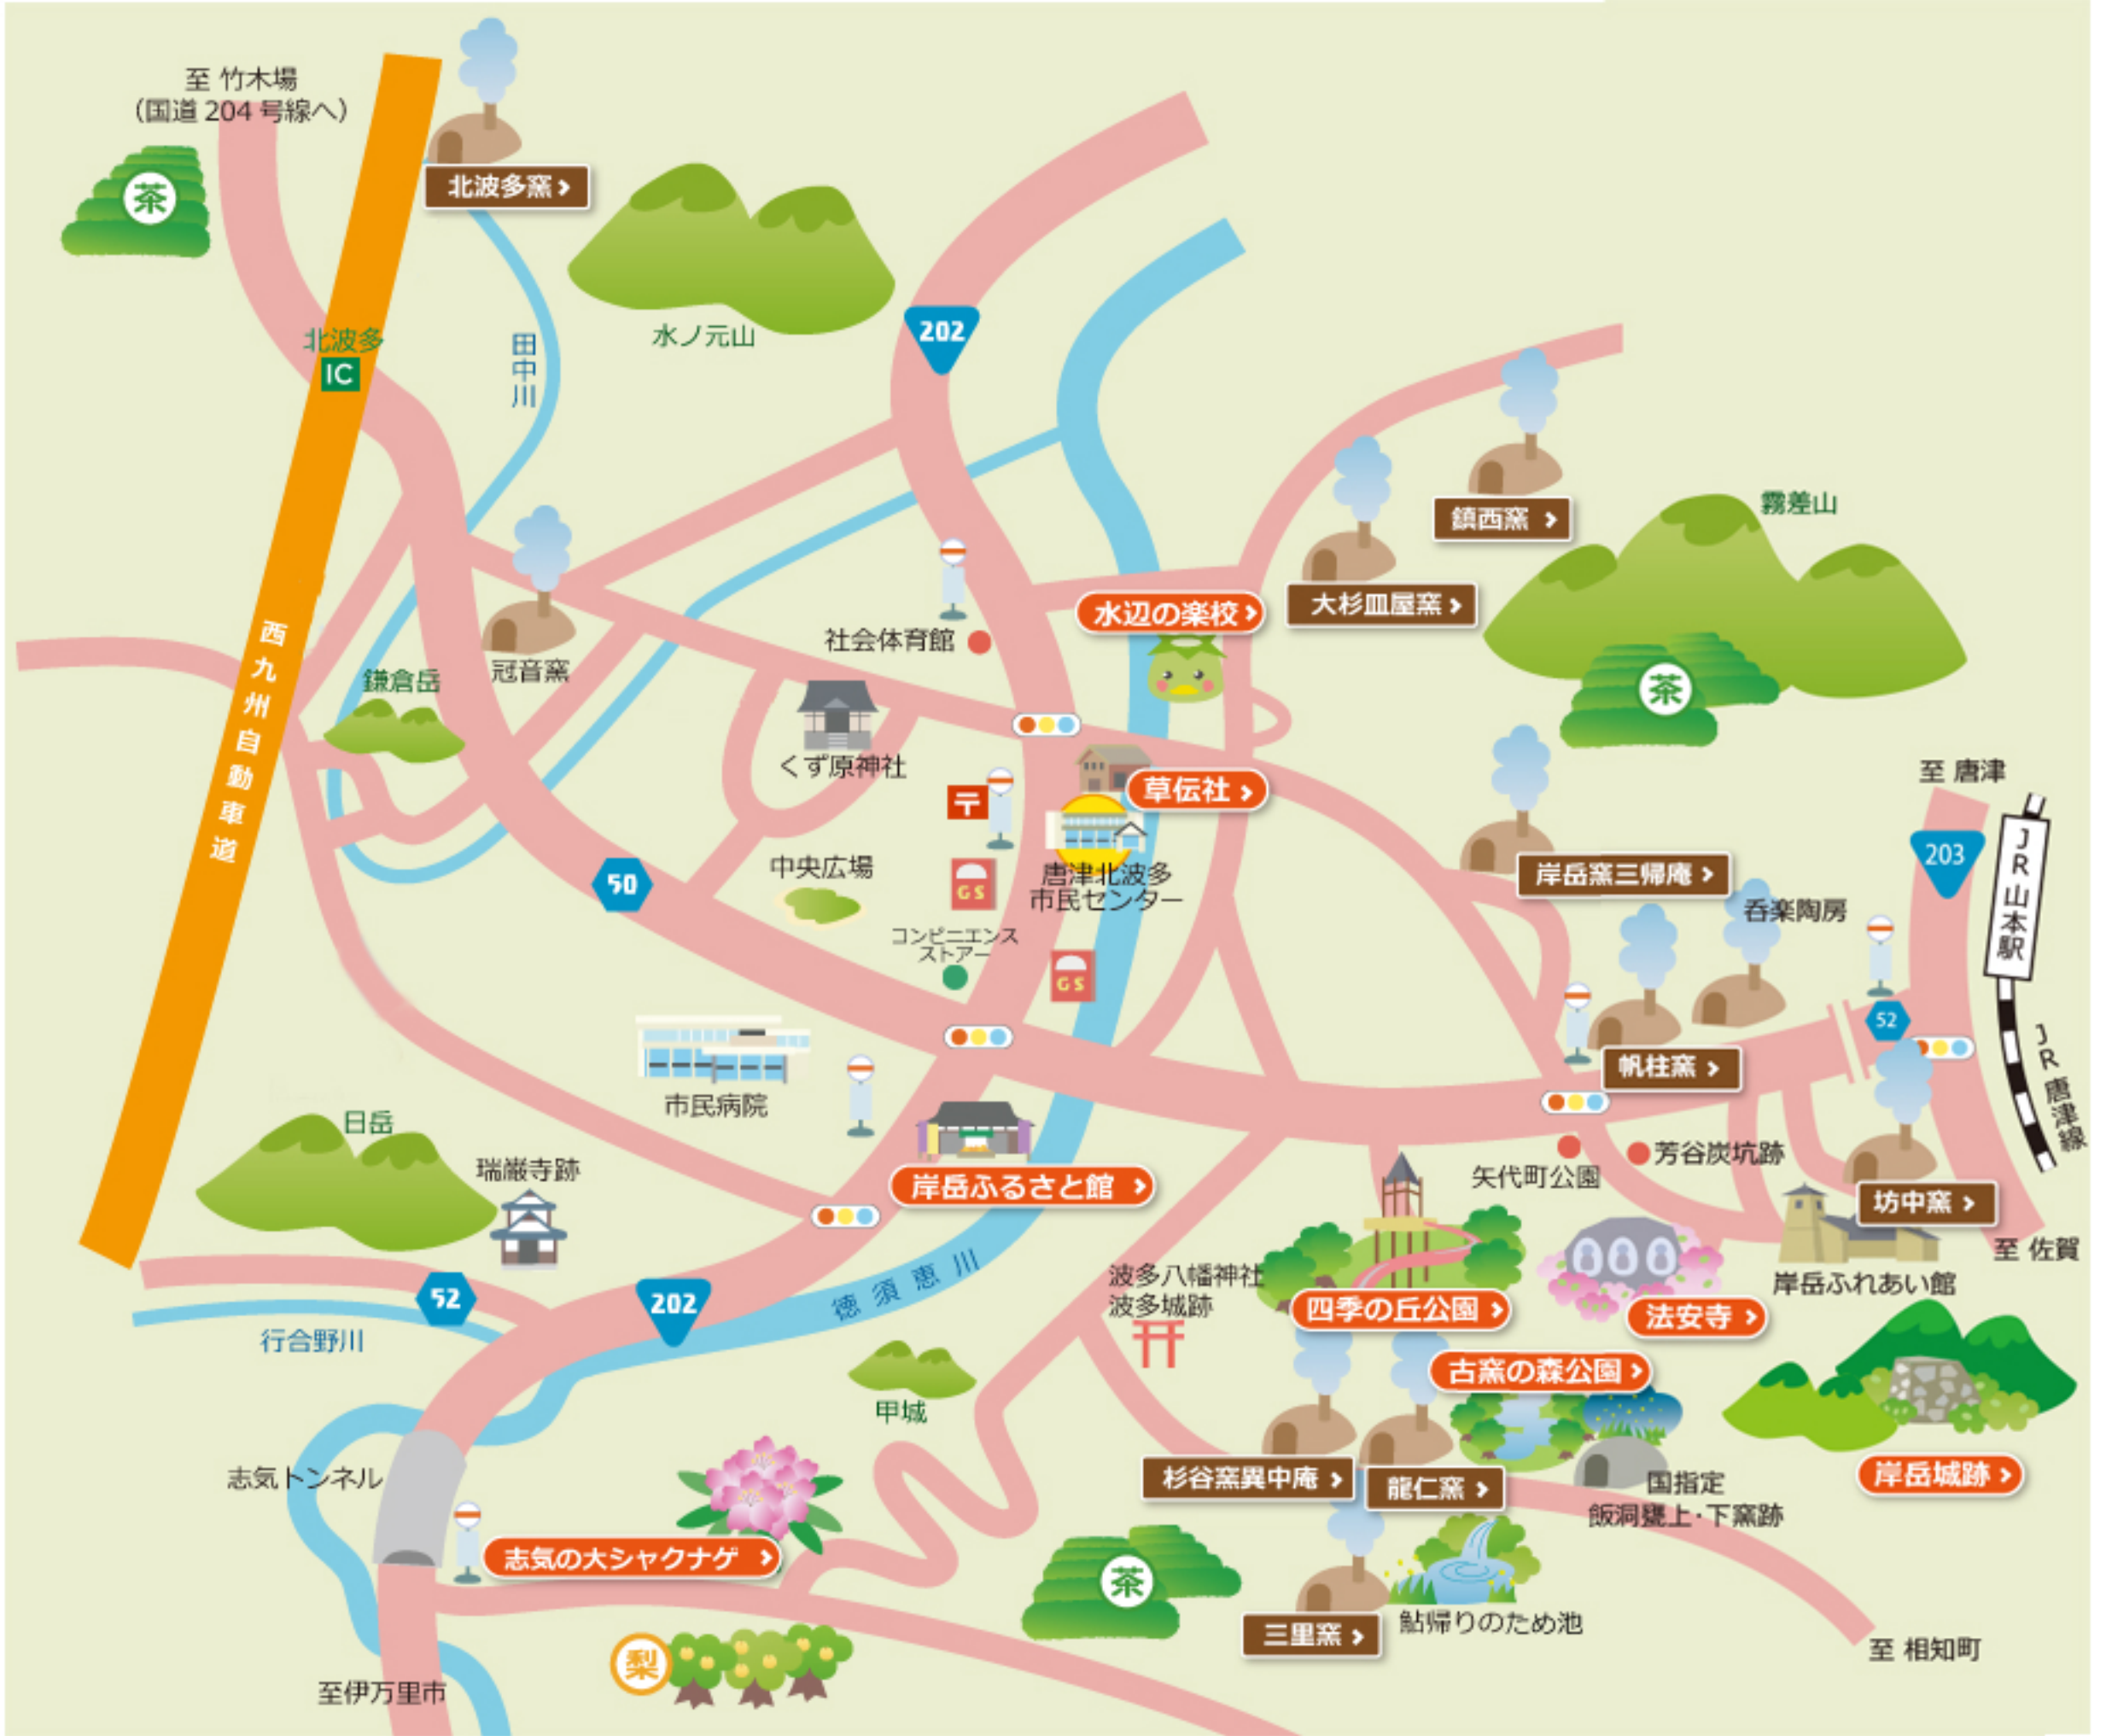 至 竹木場
（国道 204 号線へ）
茶
北波多窯
水ノ元山
202
北波多
IC
田中川
霧差山
鎮西窯
大杉皿屋窯
水辺の楽校
社会体育館
西九州自動車道
鎌倉岳
冠音窯
茶
くず原神社
草伝社
至 唐津
〒
JR山本駅
203
50
中央広場
GS
唐津北波多
市民センター
岸岳窯三帰庵
呑楽陶房
コンビニエンス
ストアー
GS
52
JR唐津線
帆柱窯
市民病院
日岳
瑞巌寺跡
岸岳ふるさと館
矢代町公園
芳谷炭坑跡
坊中窯
至 佐賀
徳須恵川
波多八幡神社
波多城跡
四季の丘公園
法安寺
岸岳ふれあい館
52
202
行合野川
古窯の森公園
甲城
志気トンネル
杉谷窯異中庵
龍仁窯
国指定
飯洞甕上・下窯跡
岸岳城跡
志気の大シャクナゲ
茶
三里窯
鮎帰りのため池
梨
至伊万里市
至 相知町